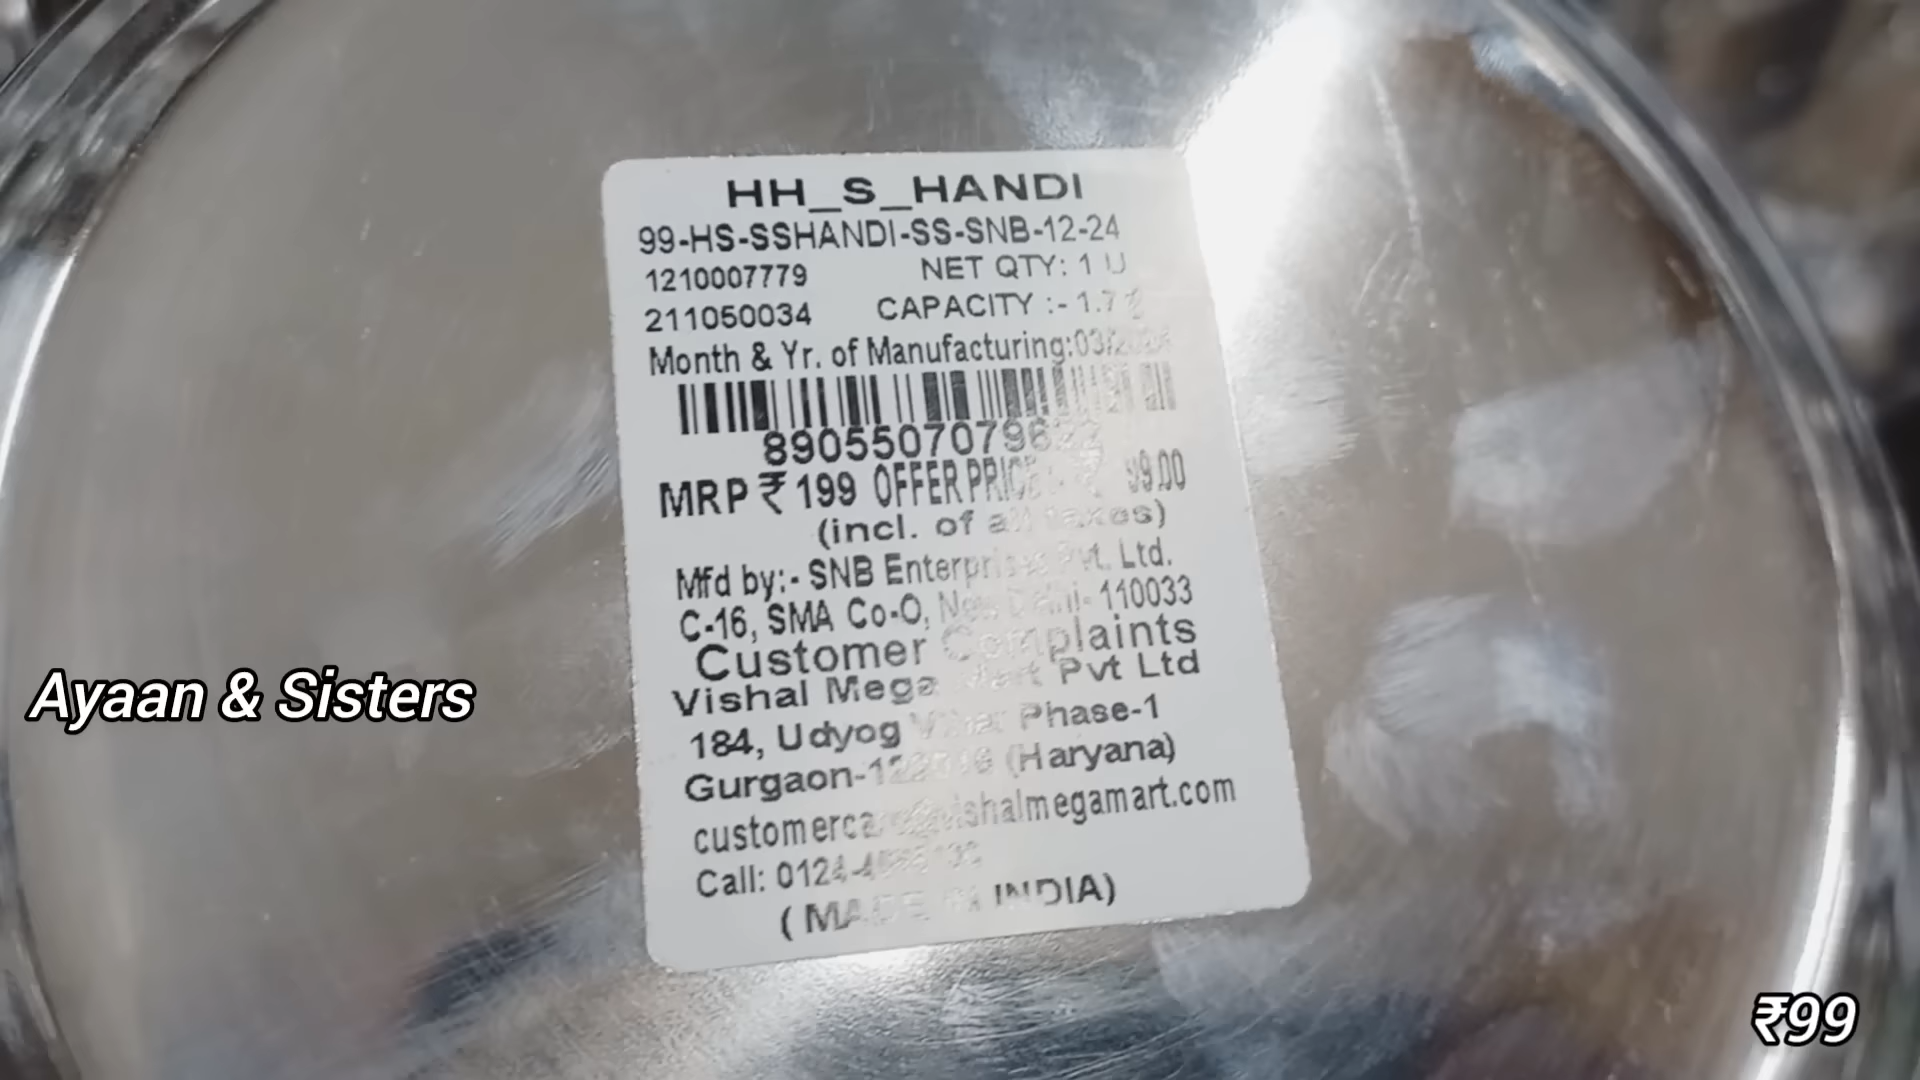 HH_S_HANDI
99-HS-SSHANDI-SS-SNB-12-24
1210007779 NET QTY: 1 U
211050034 CAPACITY :- 1.7
Month & Yr. of Manufacturing:03/
MRP ₹ 199 OFFER PRICE 99.00
(incl. of all taxes)
Mfd by:- SNB Enterprises Pvt. Ltd.
C-16, SMA Co-O, New Delhi- 110033
Customer Complaints
Vishal Mega Mart Pvt Ltd
184, Udyog Vihar Phase-1
Gurgaon- (Haryana)
customercare@vishalmegamart.com
Call: 0124-
(MADE IN INDIA)
Ayaan & Sisters
₹99